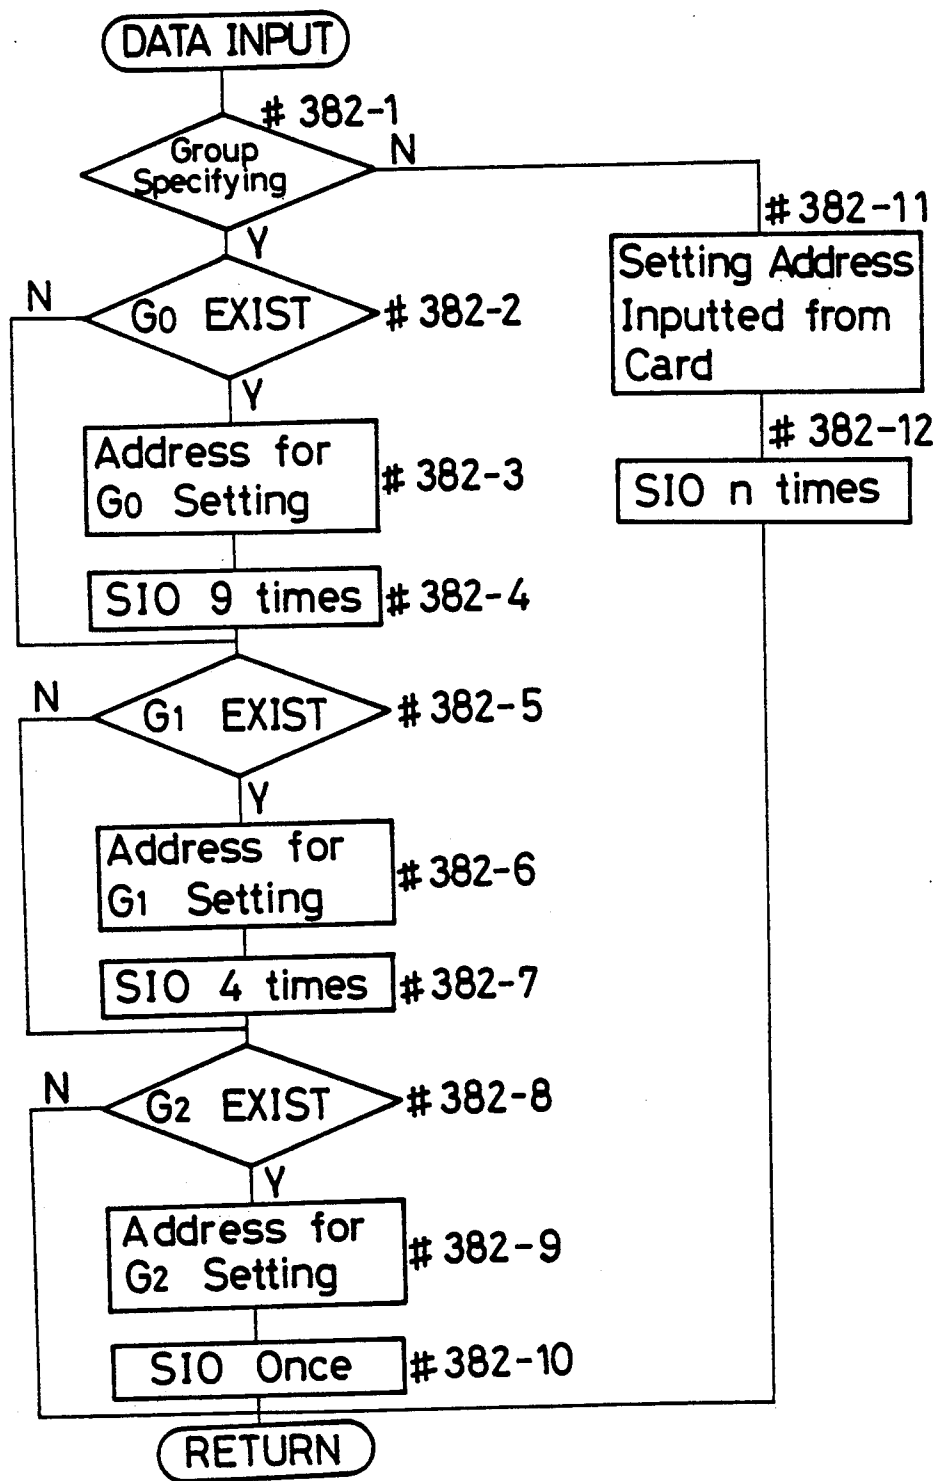 DATA INPUT
# 382-1
Group
Specifying
N
Y
# 382-11
Setting Address
Inputted from
Card
N
G0 EXIST
# 382-2
Y
# 382-12
SIO n times
Address for
G0 Setting
# 382-3
SIO 9 times
# 382-4
N
G1 EXIST
# 382-5
Y
Address for
G1 Setting
# 382-6
SIO 4 times
# 382-7
N
G2 EXIST
# 382-8
Y
Address for
G2 Setting
# 382-9
SIO Once
# 382-10
RETURN